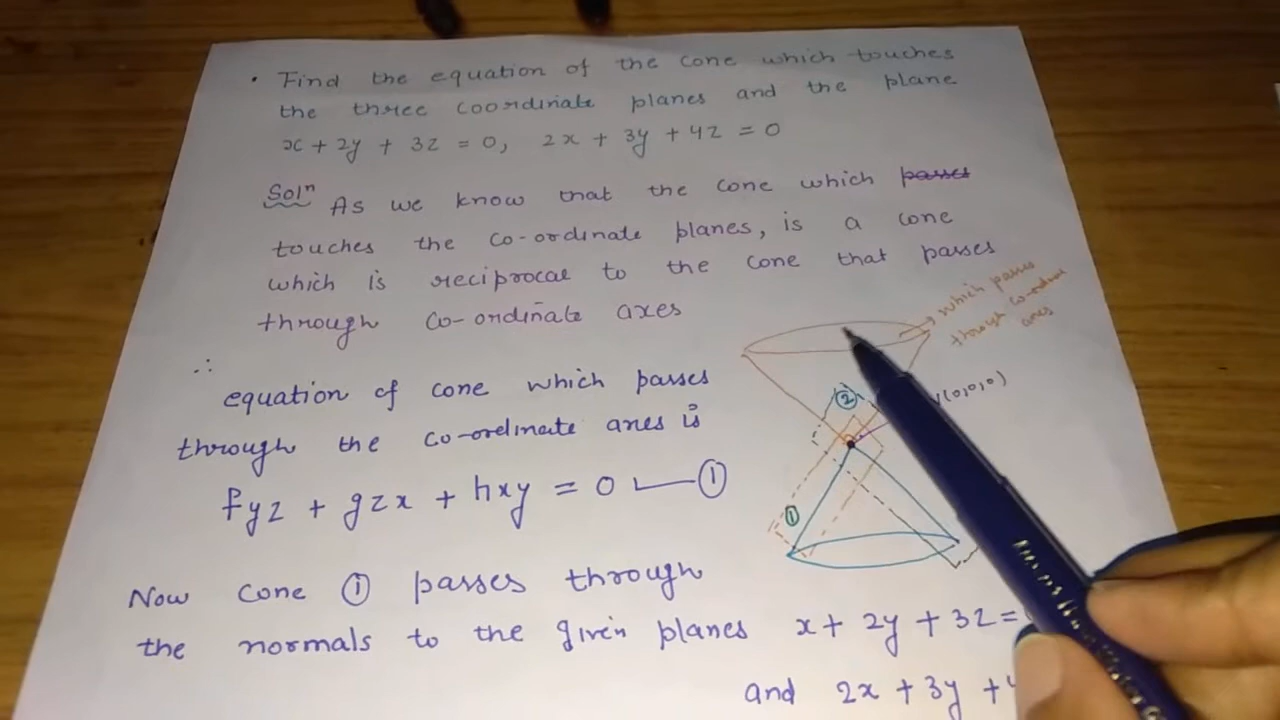 • Find the equation of the cone which touches
the three coordinate planes and the plane
x + 2y + 3z = 0, 2x + 3y + 4z = 0
Solⁿ As we know that the cone which passes
touches the co-ordinate planes, is a cone
which is reciprocal to the cone that passes
through co-ordinate axes
which passes
through co-ordinate
axes
∴
equation of cone which passes
through the co-ordinate axes is
fyz + gzx + hxy = 0 — ①
②
V(0,0,0)
①
Now cone ① passes through
the normals to the given planes x + 2y + 3z =
and 2x + 3y +